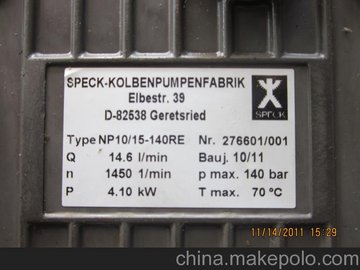 SPECK-KOLBENPUMPENFABRIK
Elbestr. 39
D-82538 Geretsried
SPECK
Type NP10/15-140RE Nr. 276601/001
Q 14.6 l/min Bauj. 10/11
n 1450 1/min p max. 140 bar
P 4.10 kW T max. 70 °C
11/14/2011 15:29
china.makepolo.com